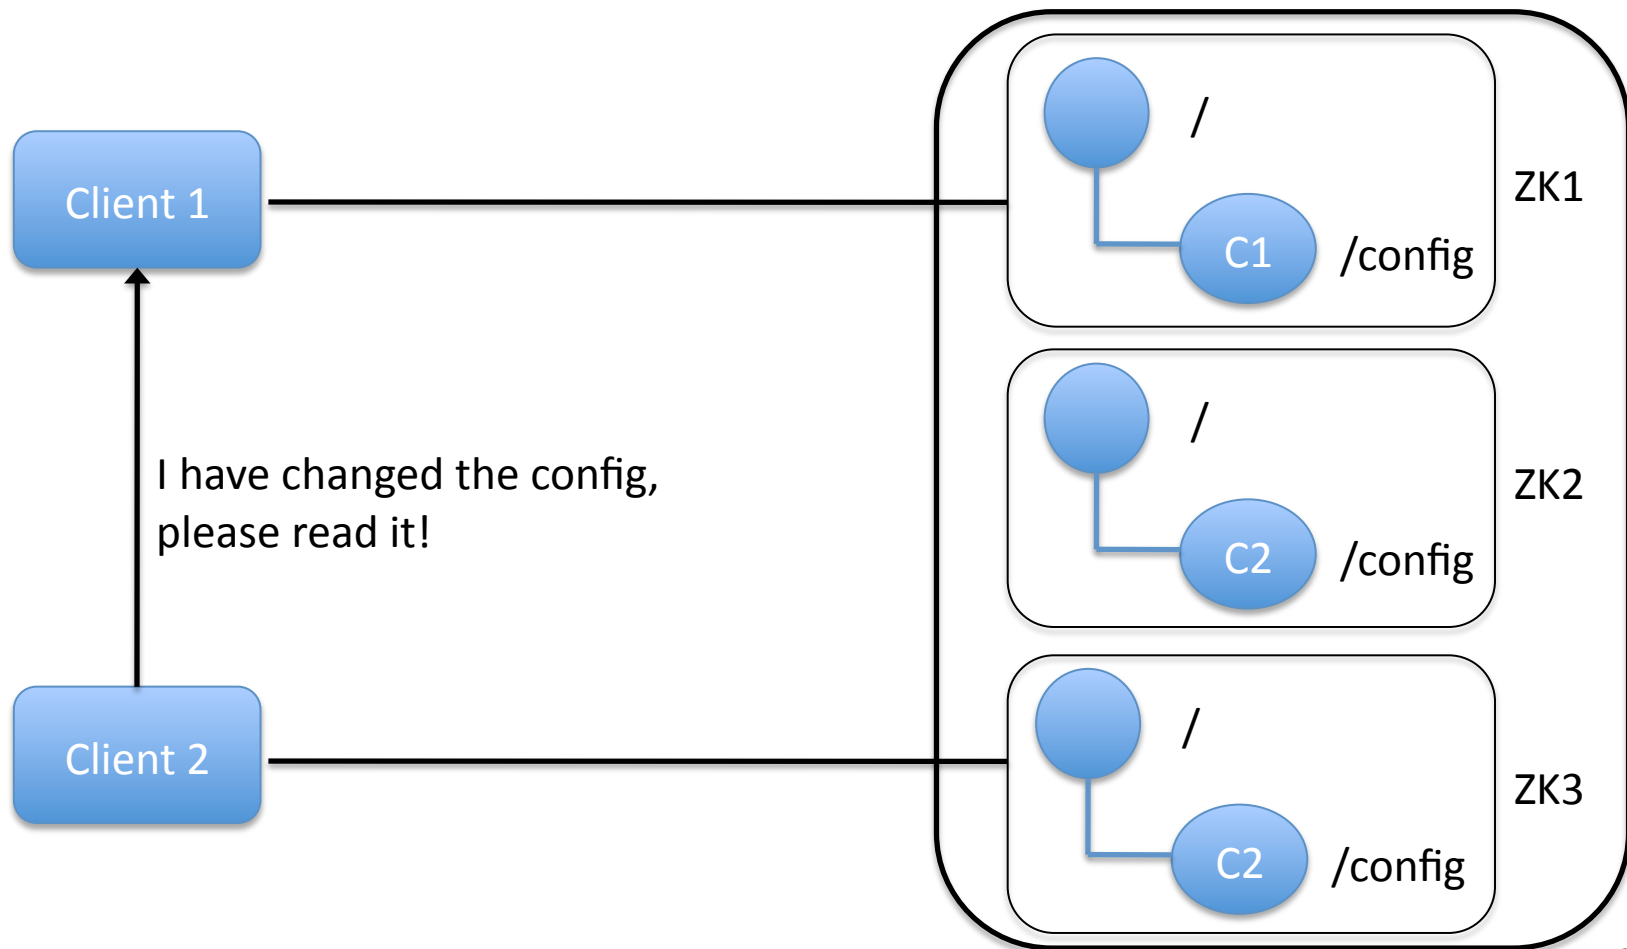 /
ZK1
Client 1
C1
/config
/
I have changed the config,
please read it!
ZK2
C2
/config
/
Client 2
ZK3
C2
/config